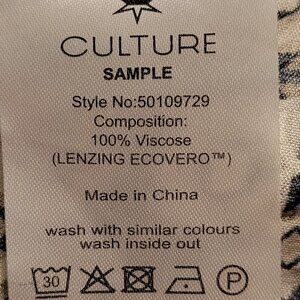 CULTURE
SAMPLE
Style No:50109729
Composition:
100% Viscose
(LENZING ECOVERO™)
Made in China
wash with similar colours
wash inside out
30 P